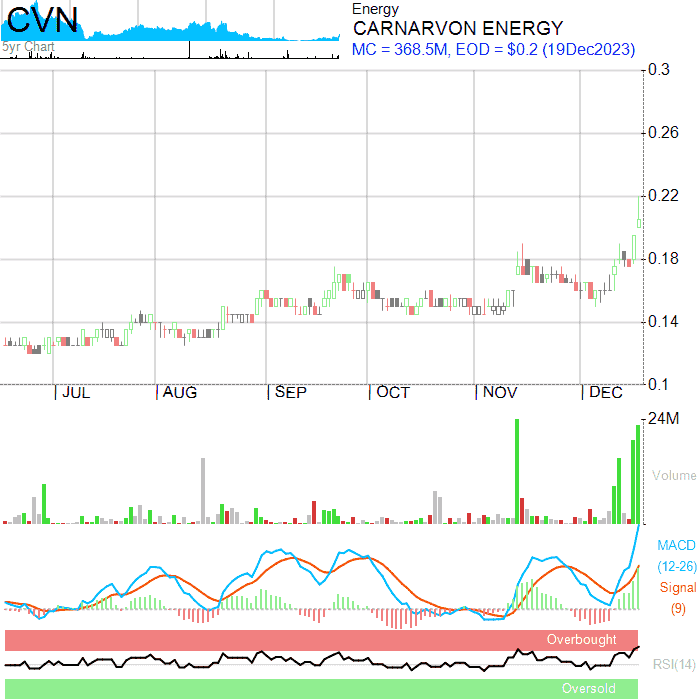 CVN
5yr Chart
Energy
CARNARVON ENERGY
MC = 368.5M, EOD = $0.2 (19Dec2023)
0.3
0.26
0.22
0.18
0.14
0.1
JUL AUG SEP OCT NOV DEC
24M
Volume
MACD
(12-26)
Signal
(9)
Overbought
RSI(14)
Oversold